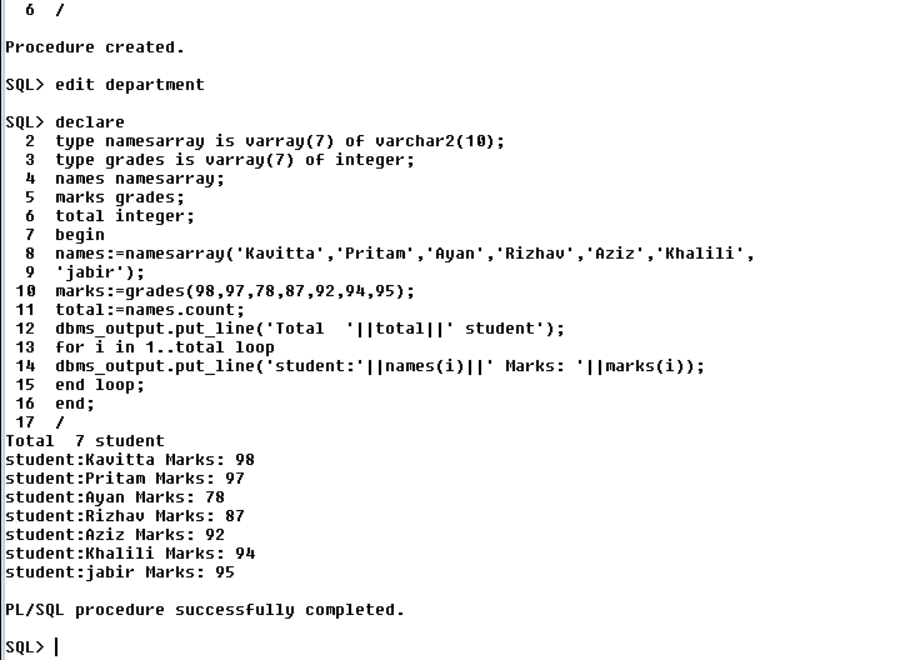 6  /
Procedure created.
SQL> edit department
SQL> declare
2  type namesarray is varray(7) of varchar2(10);
3  type grades is varray(7) of integer;
4  names namesarray;
5  marks grades;
6  total integer;
7  begin
8  names:=namesarray('Kavitta','Pritam','Ayan','Rizhav','Aziz','Khalili',
9  'jabir');
10  marks:=grades(98,97,78,87,92,94,95);
11  total:=names.count;
12  dbms_output.put_line('Total  '||total||' student');
13  for i in 1..total loop
14  dbms_output.put_line('student:'||names(i)||' Marks: '||marks(i));
15  end loop;
16  end;
17  /
Total  7 student
student:Kavitta Marks: 98
student:Pritam Marks: 97
student:Ayan Marks: 78
student:Rizhav Marks: 87
student:Aziz Marks: 92
student:Khalili Marks: 94
student:jabir Marks: 95
PL/SQL procedure successfully completed.
SQL>